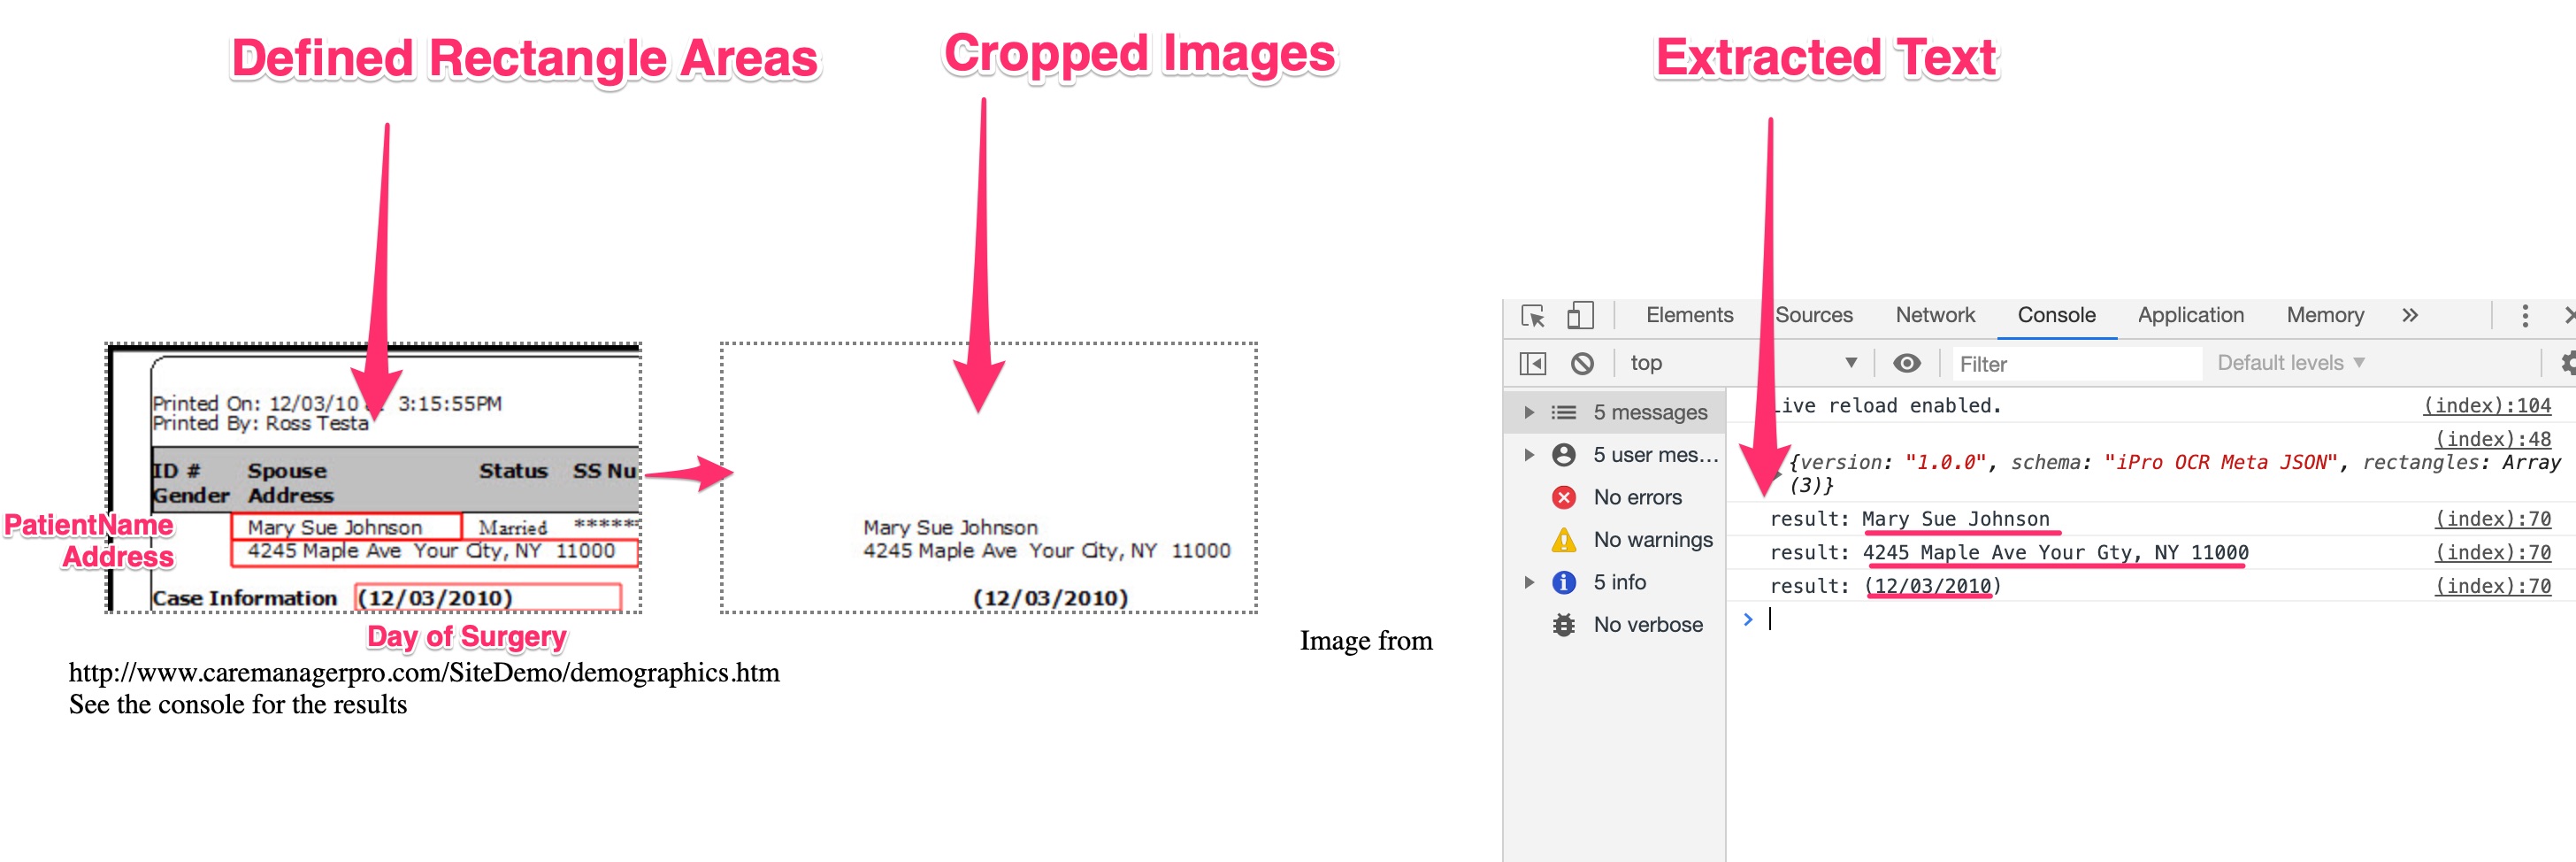 Defined Rectangle Areas
Cropped Images
Extracted Text
Printed On: 12/03/10 3:15:55PM
Printed By: Ross Testa
ID # Spouse Status SS Nu
Gender Address
PatientName
Address
Mary Sue Johnson Married ******
4245 Maple Ave Your City, NY 11000
Case Information (12/03/2010)
Day of Surgery
Mary Sue Johnson
4245 Maple Ave Your City, NY 11000
(12/03/2010)
Image from
http://www.caremanagerpro.com/SiteDemo/demographics.htm
See the console for the results
Elements Sources Network Console Application Memory »
top Filter Default levels
5 messages
5 user mes...
No errors
No warnings
5 info
No verbose
Live reload enabled. (index):104
(index):48
{version: "1.0.0", schema: "iPro OCR Meta JSON", rectangles: Array
(3)}
result: Mary Sue Johnson (index):70
result: 4245 Maple Ave Your Gty, NY 11000 (index):70
result: (12/03/2010) (index):70
>